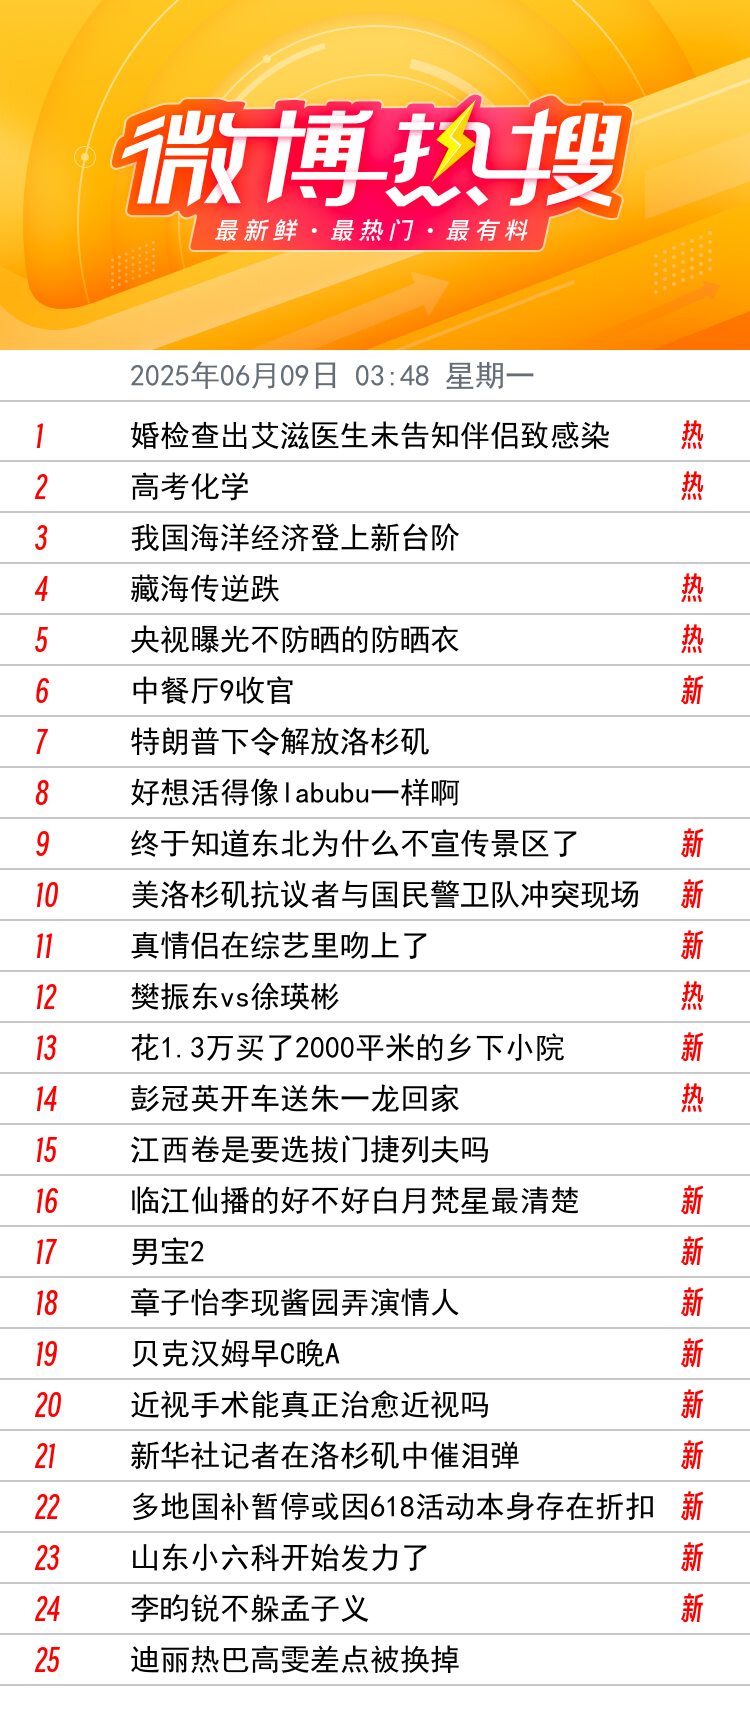 微博热搜
最新鲜·最热门·最有料
2025年06月09日 03:48 星期一
1 婚检查出艾滋医生未告知伴侣致感染 热
2 高考化学 热
3 我国海洋经济登上新台阶
4 藏海传逆跌 热
5 央视曝光不防晒的防晒衣 热
6 中餐厅9收官 新
7 特朗普下令解放洛杉矶
8 好想活得像labubu一样啊
9 终于知道东北为什么不宣传景区了 新
10 美洛杉矶抗议者与国民警卫队冲突现场 新
11 真情侣在综艺里吻上了 新
12 樊振东vs徐瑛彬 热
13 花1.3万买了2000平米的乡下小院 新
14 彭冠英开车送朱一龙回家 热
15 江西卷是要选拔门捷列夫吗
16 临江仙播的好不好白月梵星最清楚 新
17 男宝2 新
18 章子怡李现酱园弄演情人 新
19 贝克汉姆早C晚A 新
20 近视手术能真正治愈近视吗 新
21 新华社记者在洛杉矶中催泪弹 新
22 多地国补暂停或因618活动本身存在折扣 新
23 山东小六科开始发力了 新
24 李昀锐不躲孟子义 新
25 迪丽热巴高雯差点被换掉